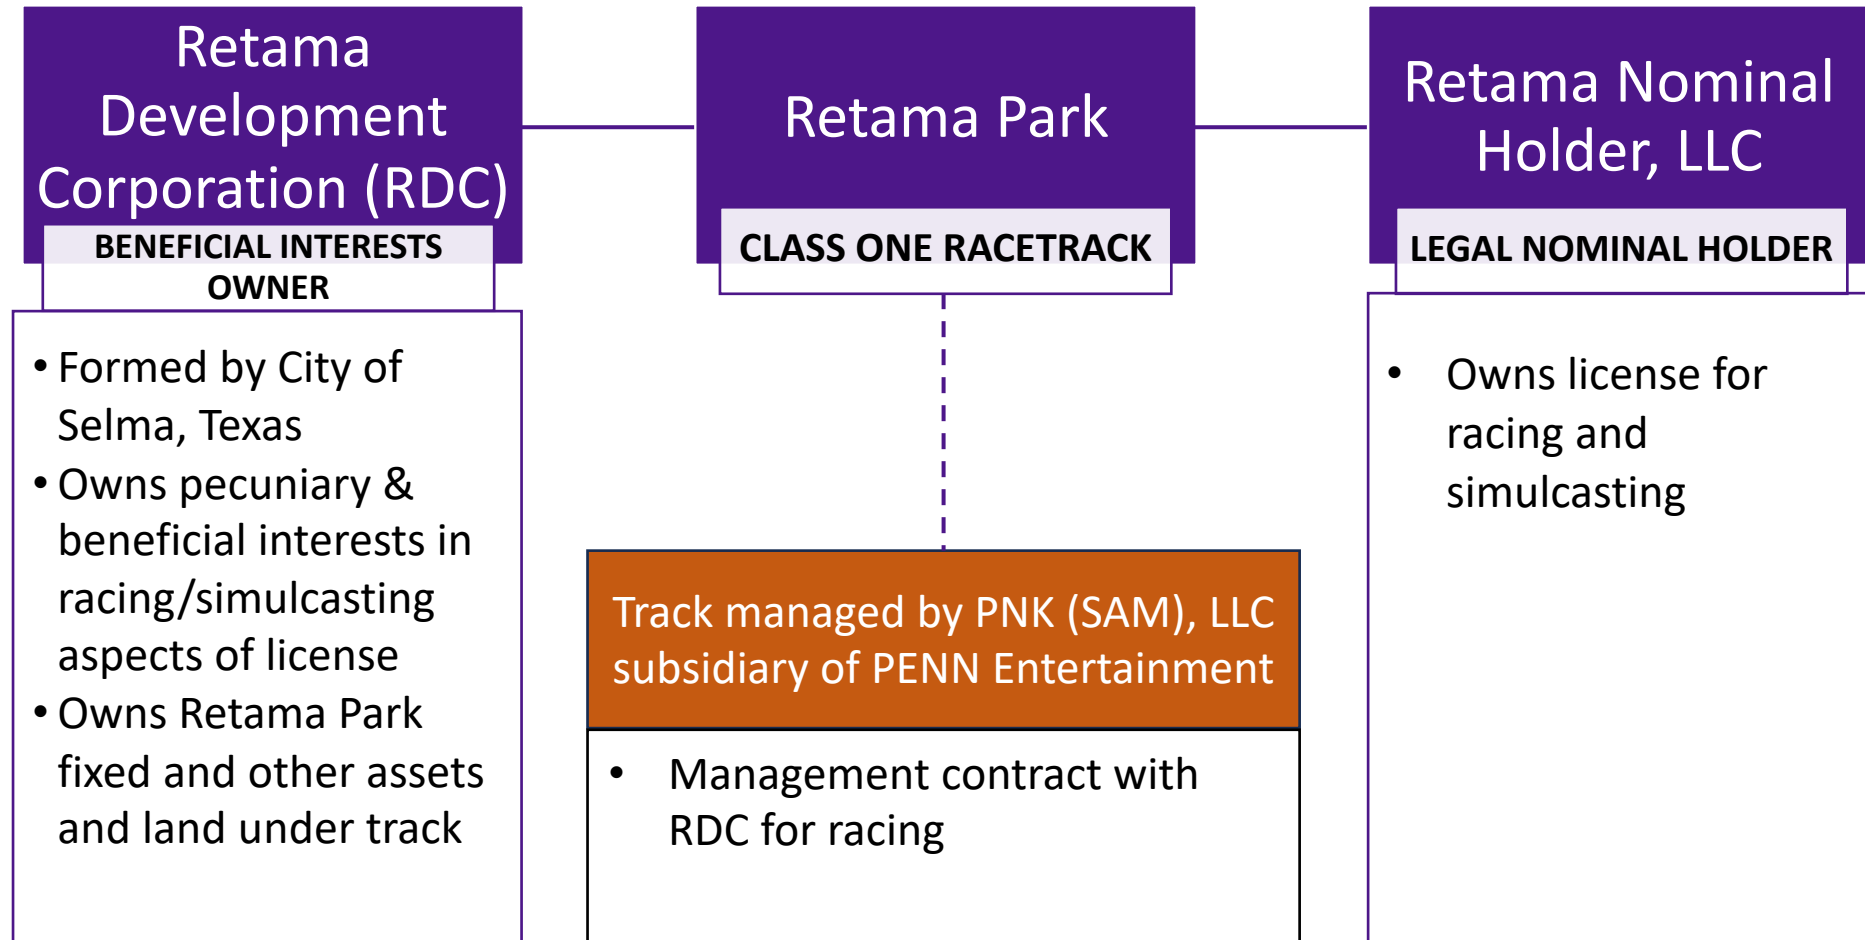 Retama
Development
Corporation (RDC)
BENEFICIAL INTERESTS
OWNER
• Formed by City of
Selma, Texas
• Owns pecuniary &
beneficial interests in
racing/simulcasting
aspects of license
• Owns Retama Park
fixed and other assets
and land under track
Retama Park
CLASS ONE RACETRACK
Track managed by PNK (SAM), LLC
subsidiary of PENN Entertainment
• Management contract with
RDC for racing
Retama Nominal
Holder, LLC
LEGAL NOMINAL HOLDER
• Owns license for
racing and
simulcasting